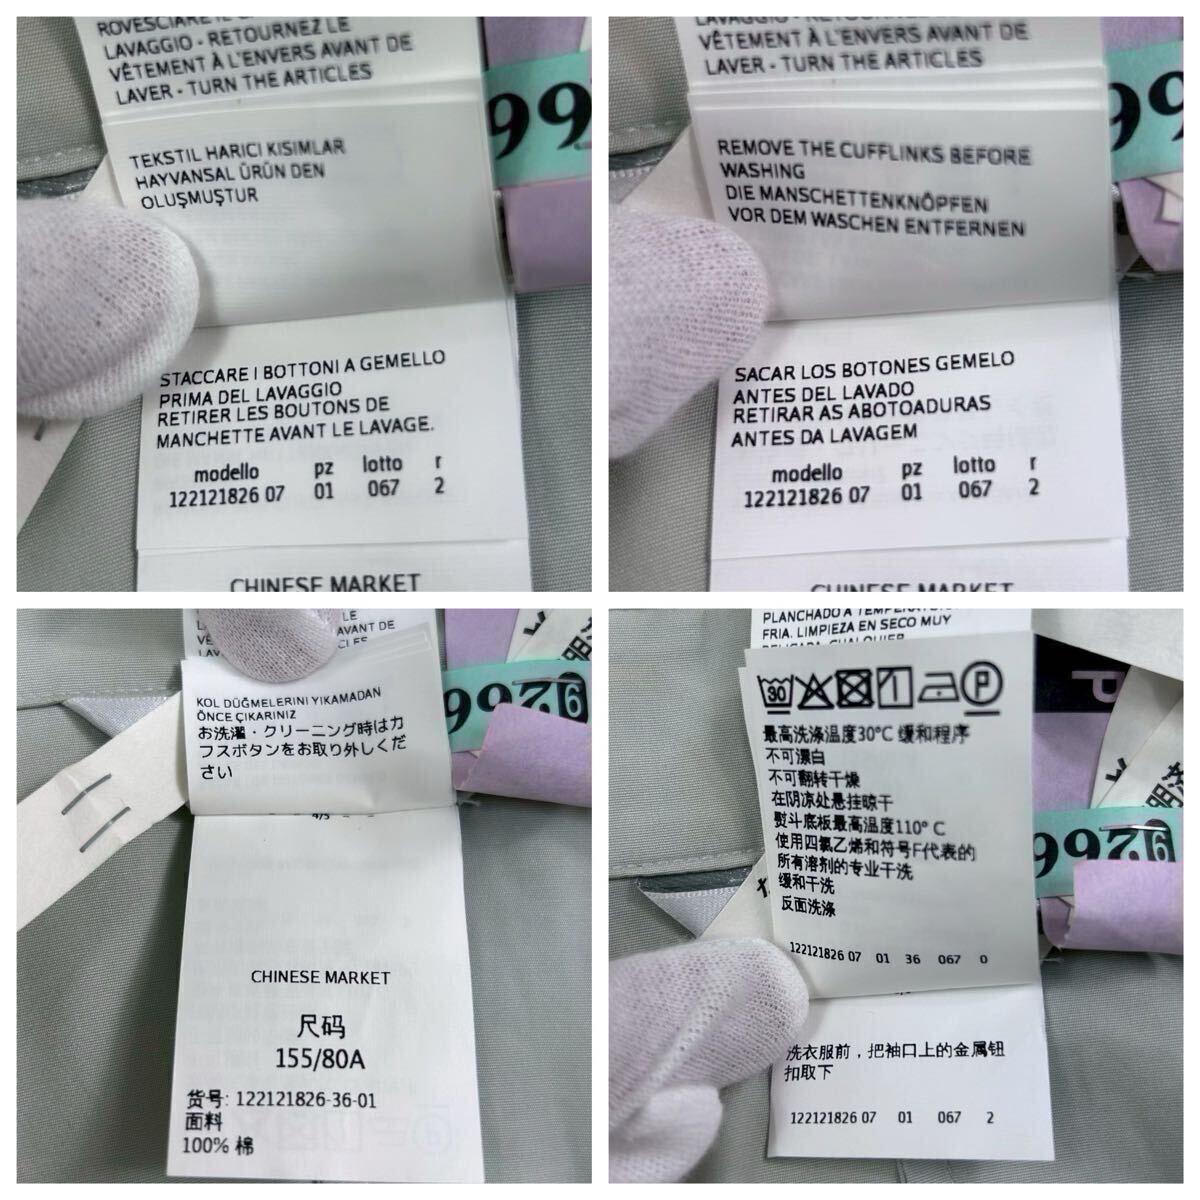 LAVAGGIO - RETOURNEZ LE
VÊTEMENT À L'ENVERS AVANT DE
LAVER - TURN THE ARTICLES
TEKSTIL HARICI KISIMLAR
HAYVANSAL ÜRÜN DEN
OLUŞMUŞTUR
STACCARE I BOTTONI A GEMELLO
PRIMA DEL LAVAGGIO
RETIRER LES BOUTONS DE
MANCHETTE AVANT LE LAVAGE.
modello pz lotto r
122121826 07 01 067 2
CHINESE MARKET
VÊTEMENT À L'ENVERS AVANT DE
LAVER - TURN THE ARTICLES
REMOVE THE CUFFLINKS BEFORE
WASHING
DIE MANSCHETTENKNÖPFEN
VOR DEM WASCHEN ENTFERNEN
SACAR LOS BOTONES GEMELO
ANTES DEL LAVADO
RETIRAR AS ABOTOADURAS
ANTES DA LAVAGEM
modello pz lotto r
122121826 07 01 067 2
CHINESE MARKET
KOL DÜĞMELERINI YIKAMADAN
ÖNCE ÇIKARINIZ
お洗濯・クリーニング時はカ
フスボタンをお取り外しくだ
さい
CHINESE MARKET
尺码
155/80A
货号: 122121826-36-01
面料
100% 棉
FRIA. LIMPIEZA EN SECO MUY
30 P
最高洗涤温度30°C 缓和程序
不可漂白
不可翻转干燥
在阴凉处悬挂晾干
熨斗底板最高温度110° C
使用四氯乙烯和符号F代表的
所有溶剂的专业干洗
缓和干洗
反面洗涤
122121826 07 01 36 067 0
洗衣服前，把袖口上的金属钮
扣取下
122121826 07 01 067 2